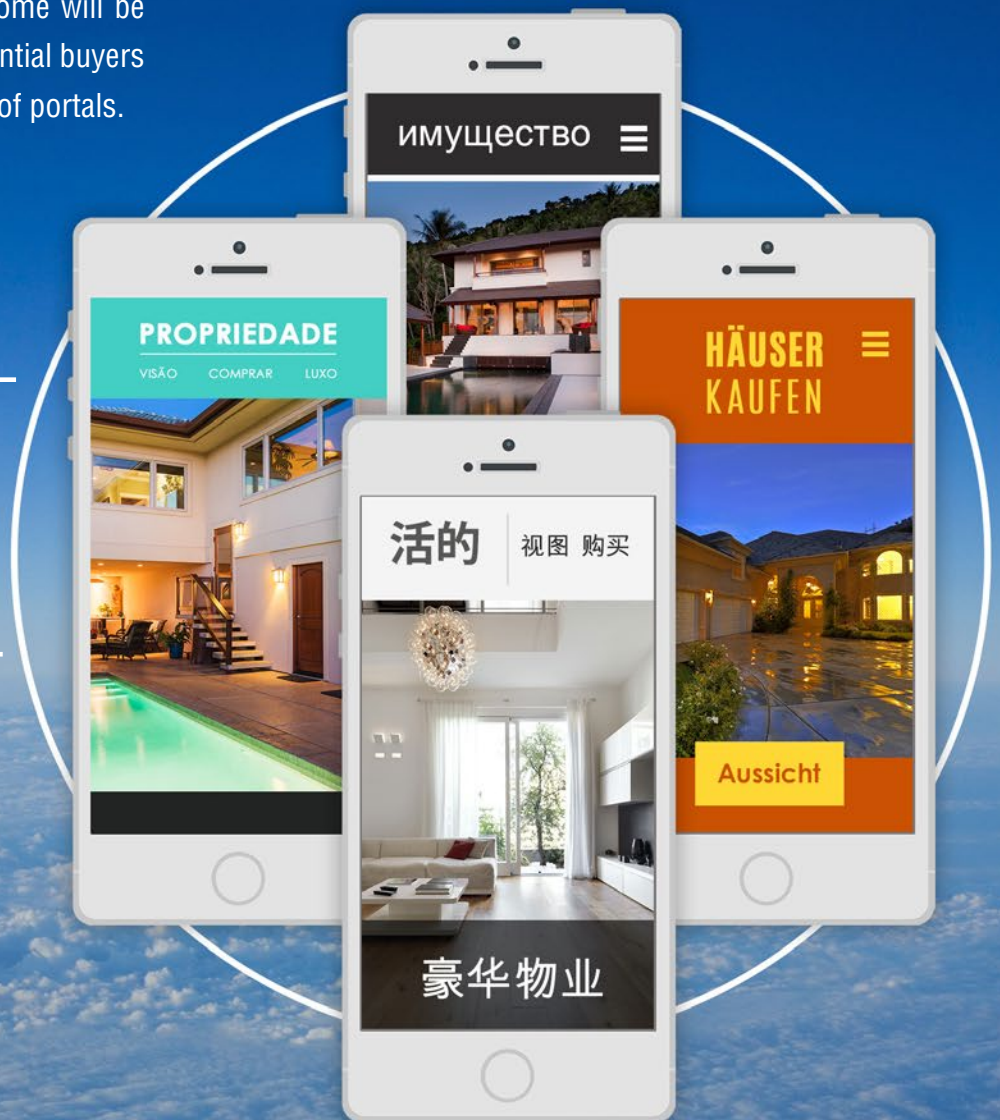 ome will be
ntial buyers
of portals.
имущество
PROPRIEDADE
VISÃO COMPRAR LUXO
HÄUSER
KAUFEN
Aussicht
活的 视图 购买
豪华物业